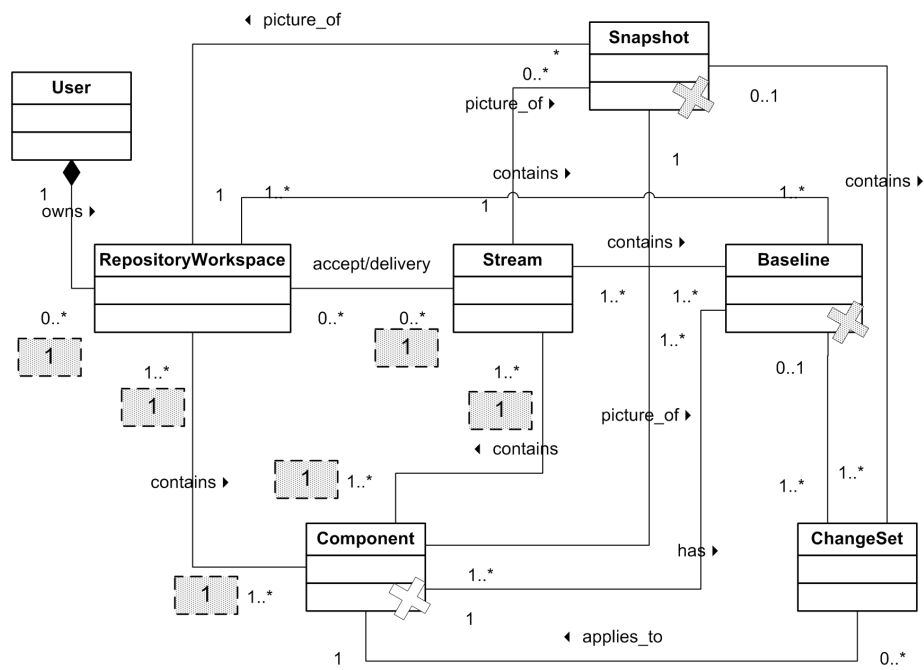 picture_of
Snapshot
*
0..*
User
picture_of
0..1
1
contains
contains
1
1
1..*
1
1..*
owns
contains
RepositoryWorkspace
accept/delivery
Stream
Baseline
1..*
1..*
0..*
0..*
0..*
1..*
1
1
1..*
1..*
0..1
1
1
picture_of
contains
1
1..*
1..*
contains
1..*
Component
ChangeSet
has
1..*
1
1..*
1
applies_to
1
0..*